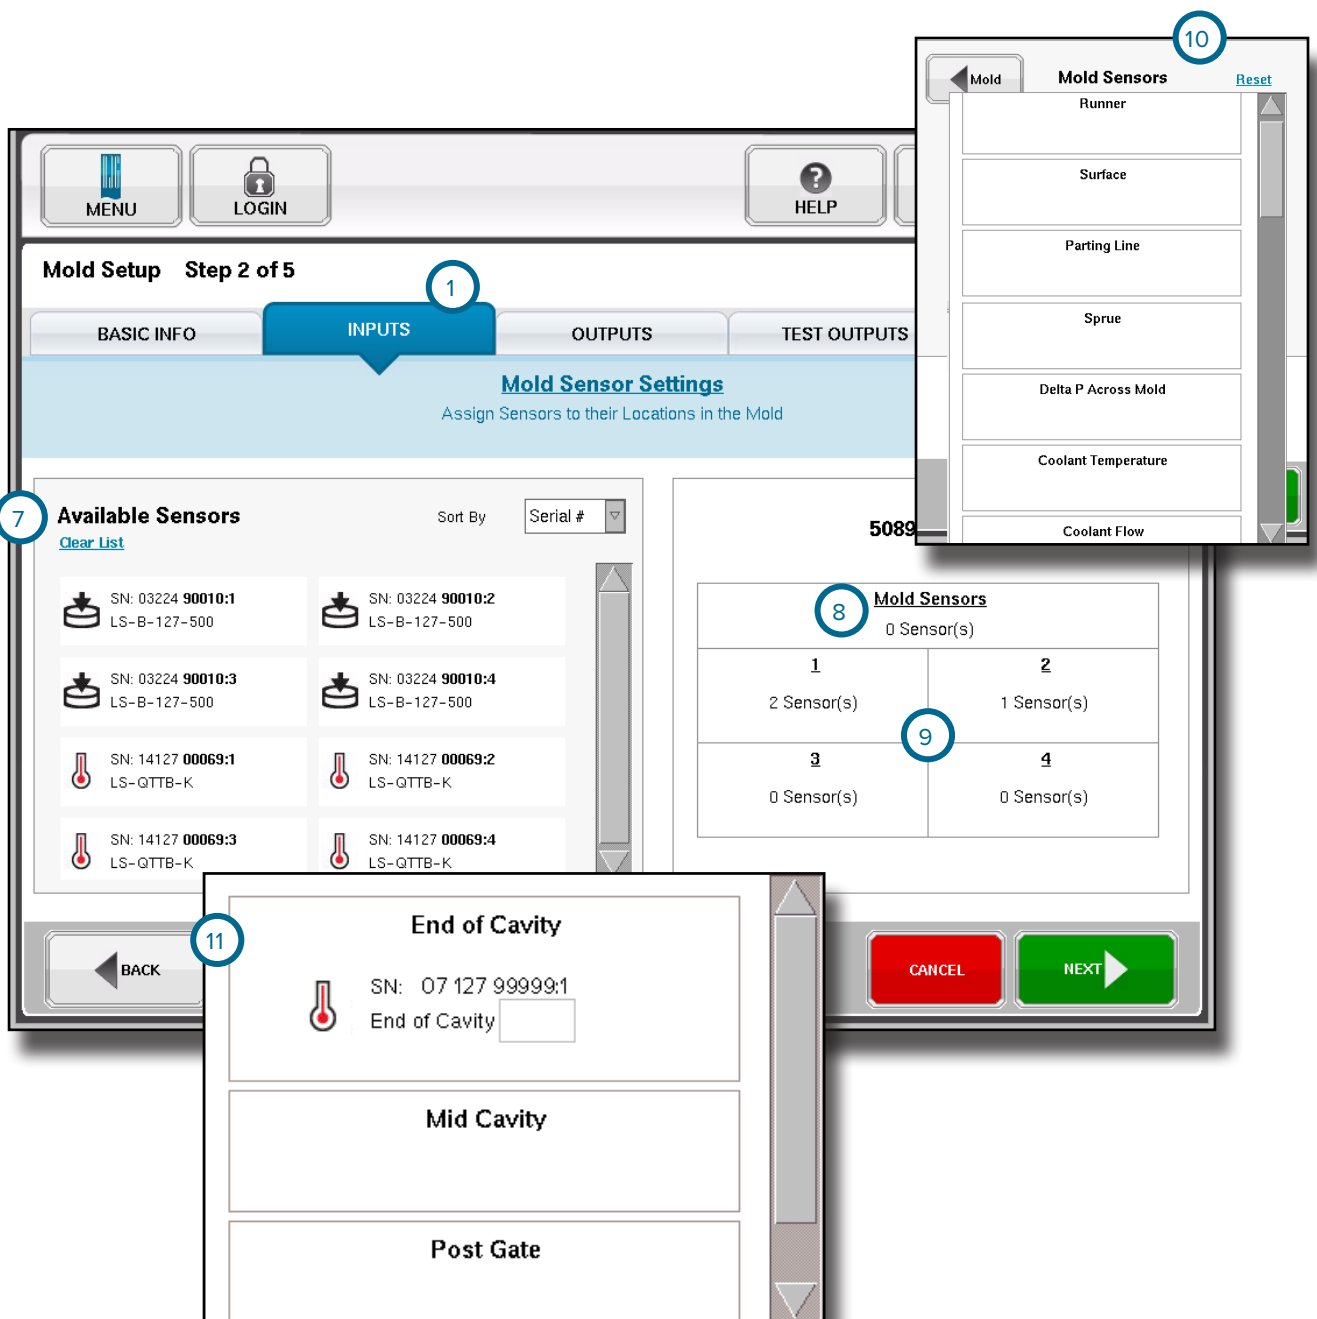 10
Mold
Mold Sensors
Reset
Runner
Surface
Parting Line
Sprue
Delta P Across Mold
Coolant Temperature
Coolant Flow
MENU
LOGIN
HELP
Mold Setup Step 2 of 5
1
BASIC INFO
INPUTS
OUTPUTS
TEST OUTPUTS
Mold Sensor Settings
Assign Sensors to their Locations in the Mold
7
Available Sensors
Clear List
Sort By
Serial #
SN: 03224 90010:1
LS-B-127-500
SN: 03224 90010:2
LS-B-127-500
SN: 03224 90010:3
LS-B-127-500
SN: 03224 90010:4
LS-B-127-500
SN: 14127 00069:1
LS-QTTB-K
SN: 14127 00069:2
LS-QTTB-K
SN: 14127 00069:3
LS-QTTB-K
SN: 14127 00069:4
LS-QTTB-K
5089
8
Mold Sensors
0 Sensor(s)
1
2 Sensor(s)
2
1 Sensor(s)
9
3
0 Sensor(s)
4
0 Sensor(s)
BACK
CANCEL
NEXT
11
End of Cavity
SN: 07 127 99999:1
End of Cavity
Mid Cavity
Post Gate